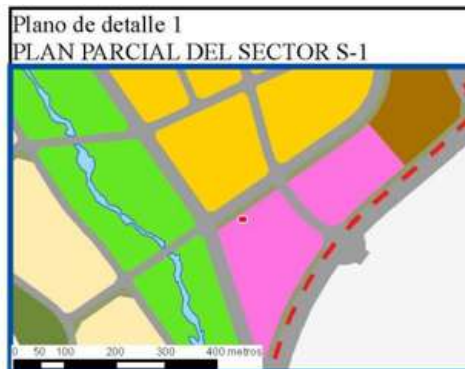 Plano de detalle 1
PLAN PARCIAL DEL SECTOR S-1
0 50 100 200 300 400 metros